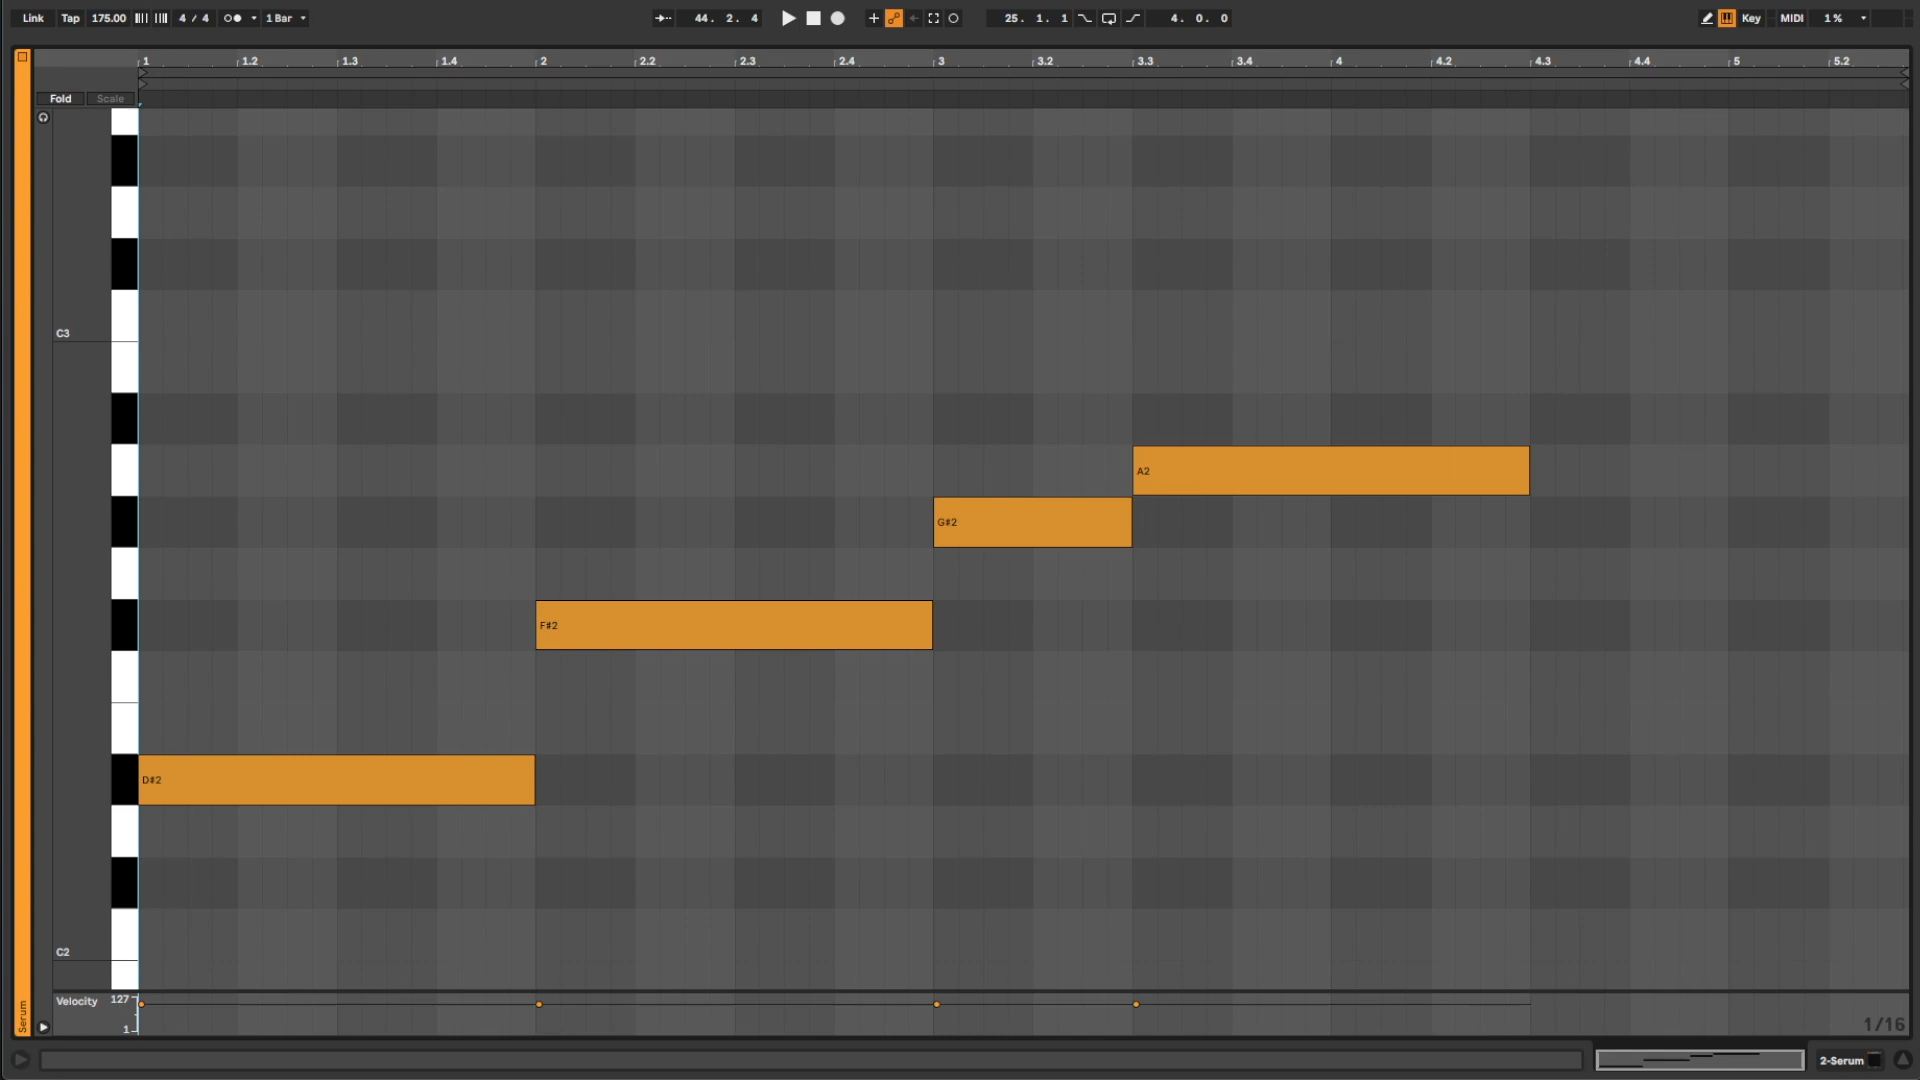 Link Tap 175.00 4 / 4 1 Bar 44. 2. 4 25. 1. 1 4. 0. 0 Key MIDI 1 %
1 1.2 1.3 1.4 2 2.2 2.3 2.4 3 3.2 3.3 3.4 4 4.2 4.3 4.4 5 5.2
Fold Scale
C3
A2
G#2
F#2
D#2
C2
Velocity 127
1
1/16
Serum
2-Serum